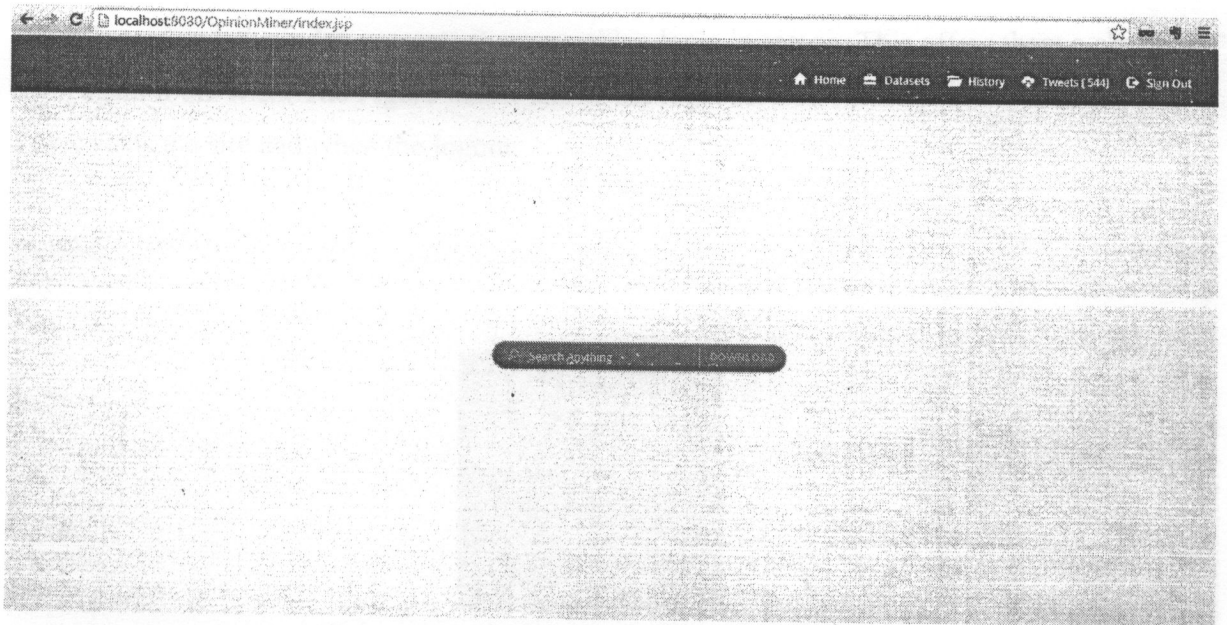 localhost:8080/OpinionMiner/index.jsp
Home Datasets History Tweets [544] Sign Out
Search Anything DOWNLOAD